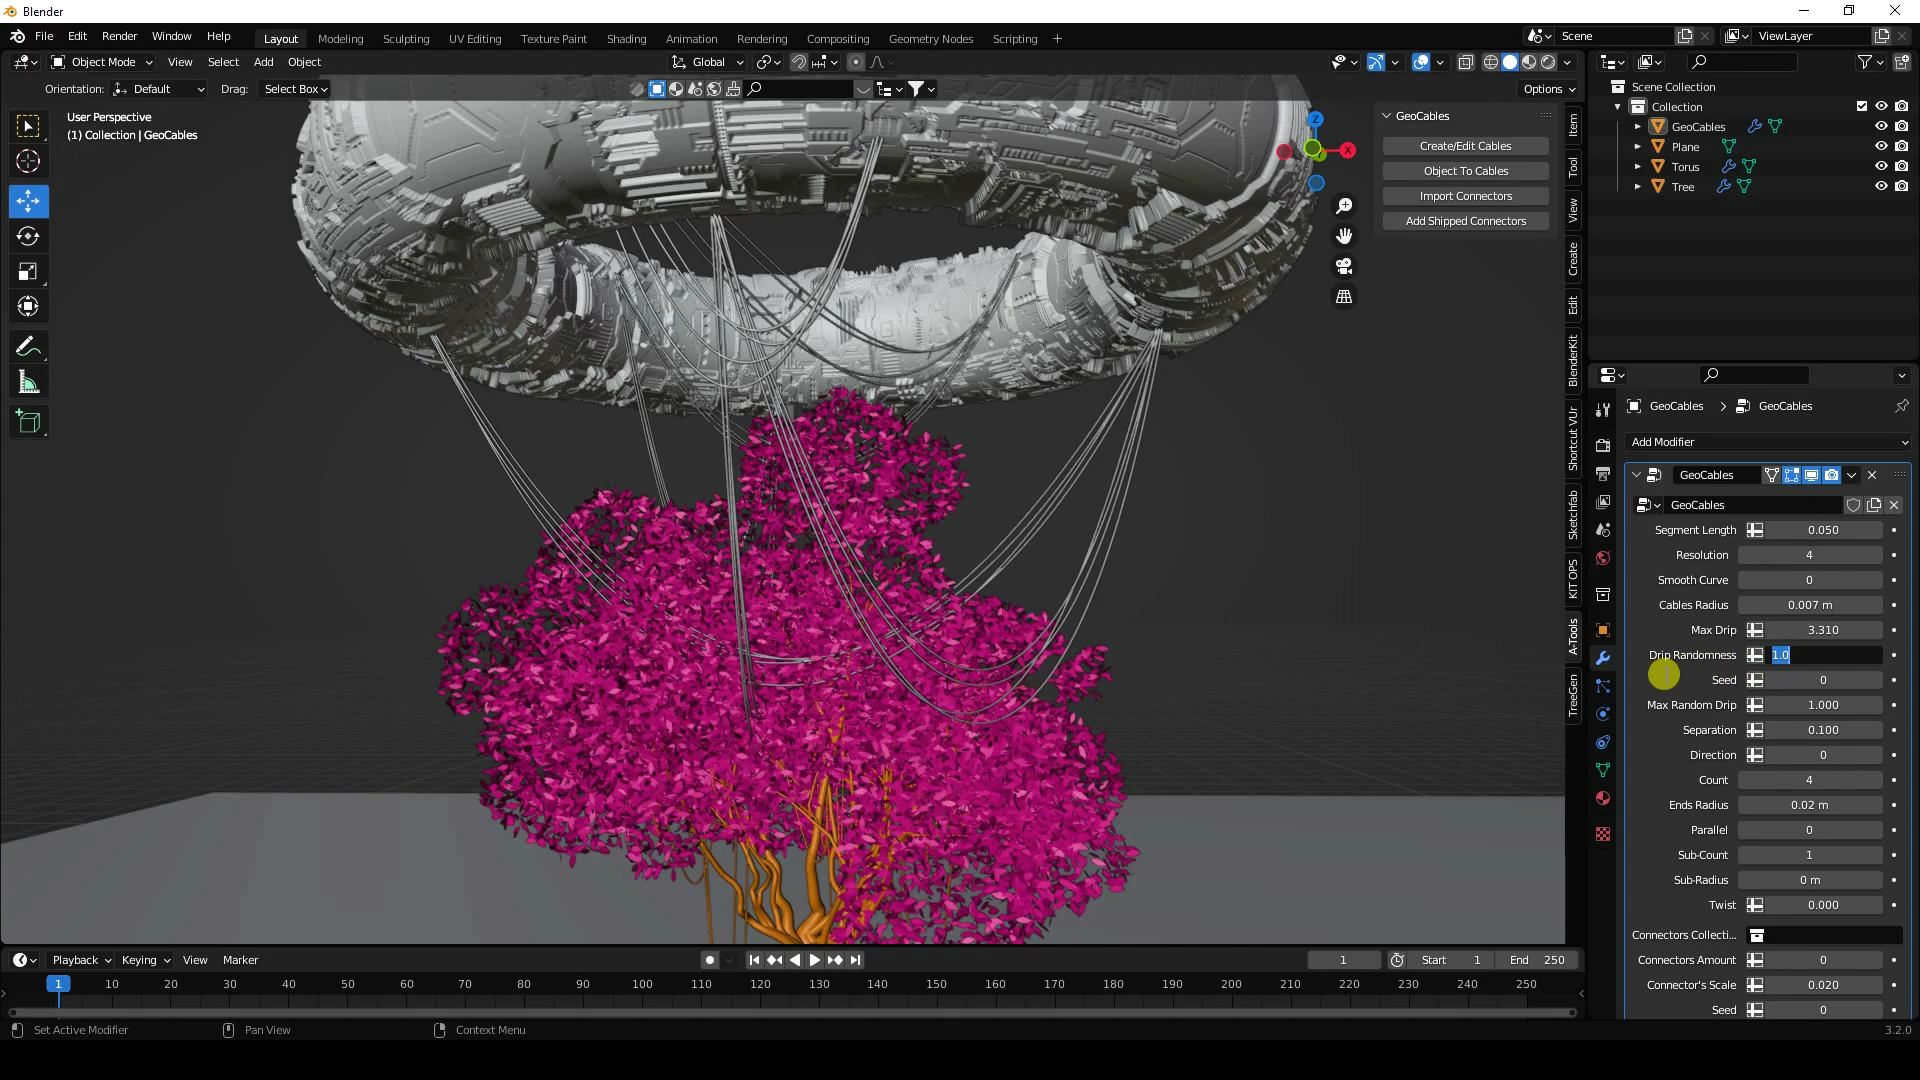 Blender
File Edit Render Window Help
Layout Modeling Sculpting UV Editing Texture Paint Shading Animation Rendering Compositing Geometry Nodes Scripting +
Scene
ViewLayer
Object Mode View Select Add Object
Global
Orientation: Default Drag: Select Box
Options
User Perspective
(1) Collection | GeoCables
Z
X
GeoCables
Create/Edit Cables
Object To Cables
Import Connectors
Add Shipped Connectors
Item
Tool
View
Create
Edit
BlenderKit
Shortcut VUr
Sketchfab
KIT OPS
A-Tools
TreeGen
Scene Collection
Collection
GeoCables
Plane
Torus
Tree
GeoCables > GeoCables
Add Modifier
GeoCables
GeoCables
Segment Length 0.050
Resolution 4
Smooth Curve 0
Cables Radius 0.007 m
Max Drip 3.310
Drip Randomness 1.0
Seed 0
Max Random Drip 1.000
Separation 0.100
Direction 0
Count 4
Ends Radius 0.02 m
Parallel 0
Sub-Count 1
Sub-Radius 0 m
Twist 0.000
Connectors Collecti...
Connectors Amount 0
Connector's Scale 0.020
Seed 0
Playback Keying View Marker
1 Start 1 End 250
1 10 20 30 40 50 60 70 80 90 100 110 120 130 140 150 160 170 180 190 200 210 220 230 240 250
Set Active Modifier Pan View Context Menu
3.2.0